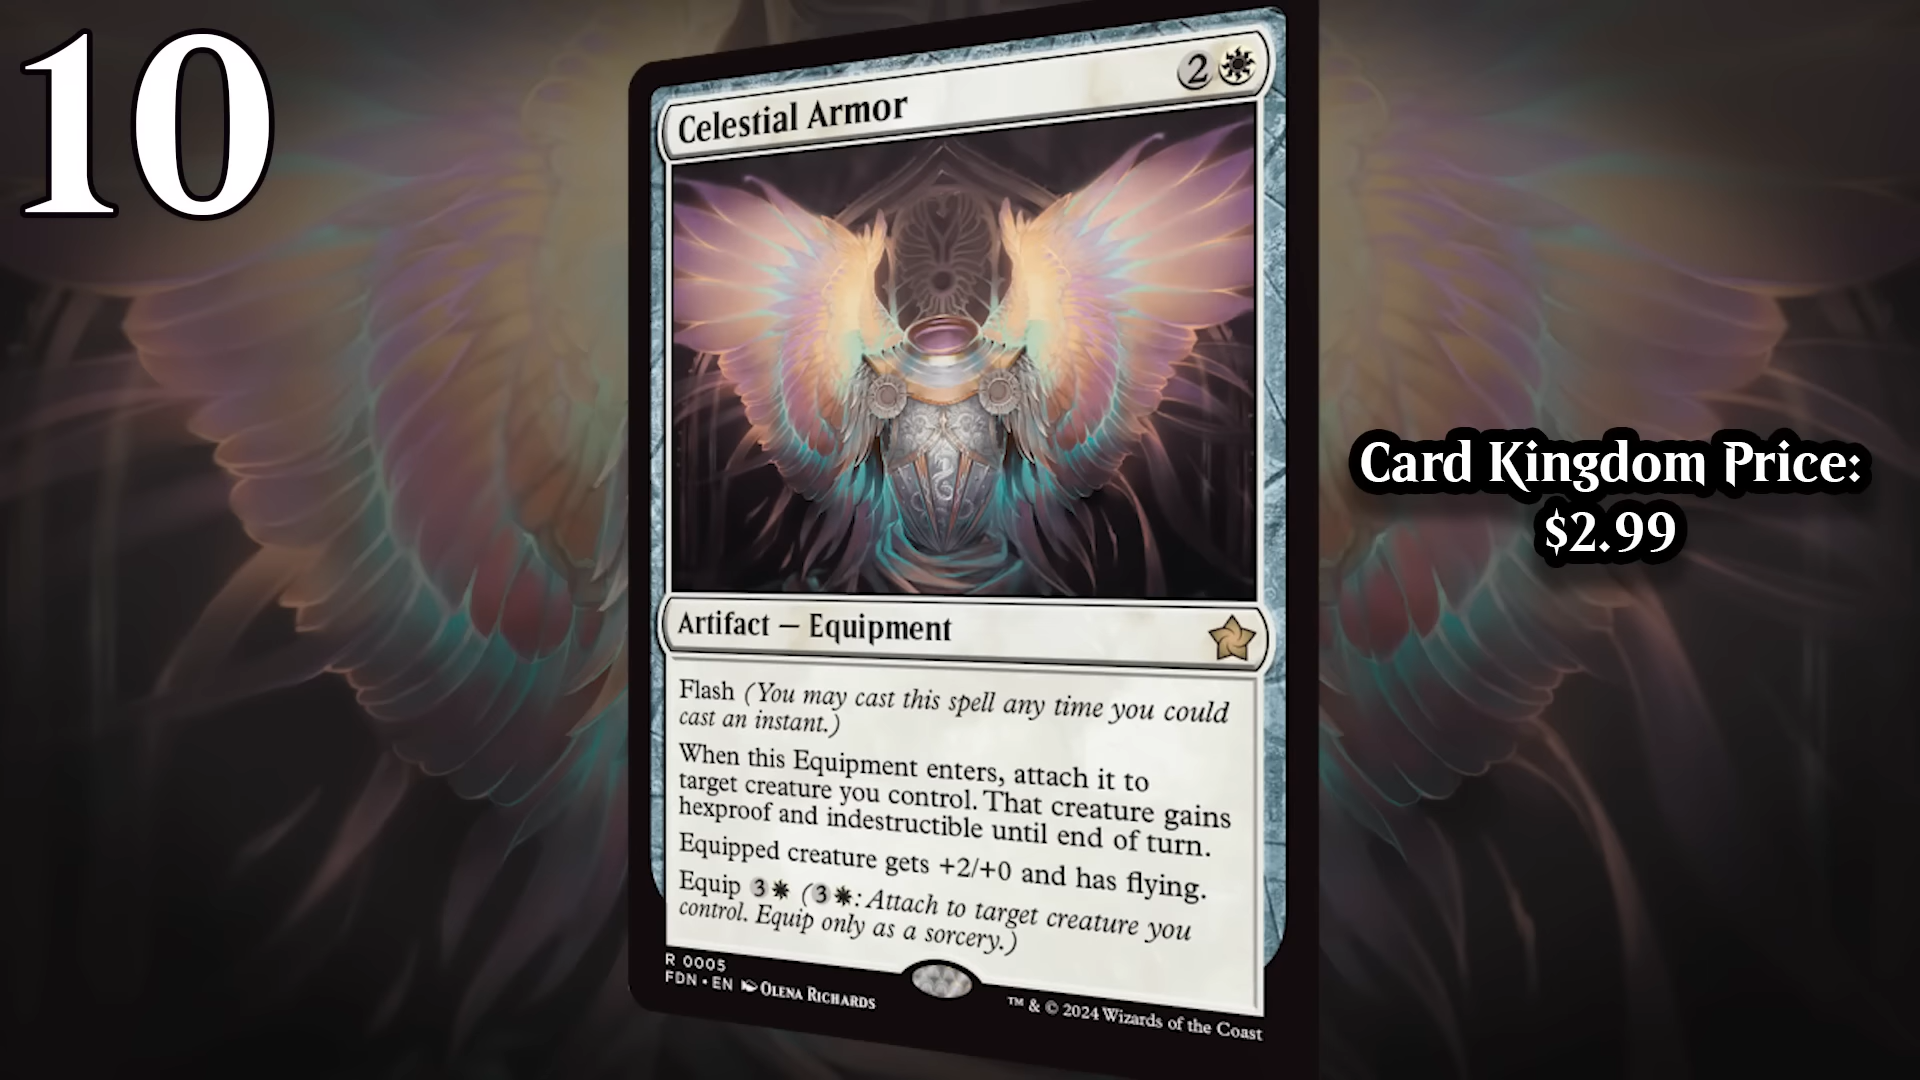 10
Celestial Armor
2
Card Kingdom Price:
$2.99
Artifact — Equipment
Flash (You may cast this spell any time you could
cast an instant.)
When this Equipment enters, attach it to
target creature you control. That creature gains
hexproof and indestructible until end of turn.
Equipped creature gets +2/+0 and has flying.
Equip 3 (3 : Attach to target creature you
control. Equip only as a sorcery.)
R 0005
FDN • EN Olena Richards
™ & © 2024 Wizards of the Coast